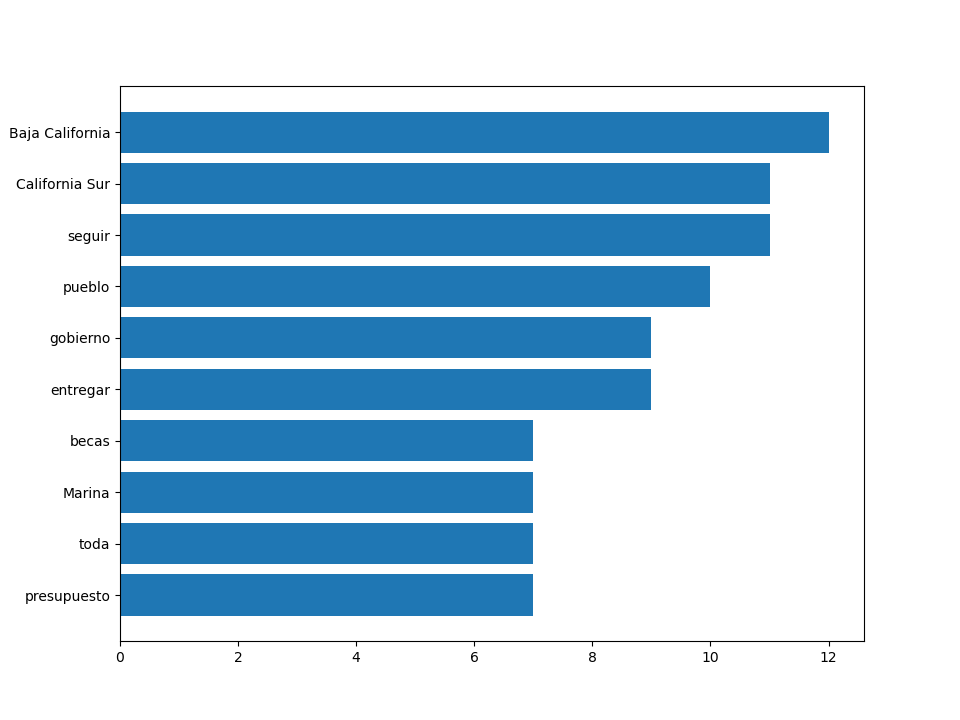 Baja California
California Sur
seguir
pueblo
gobierno
entregar
becas
Marina
toda
presupuesto
0 2 4 6 8 10 12